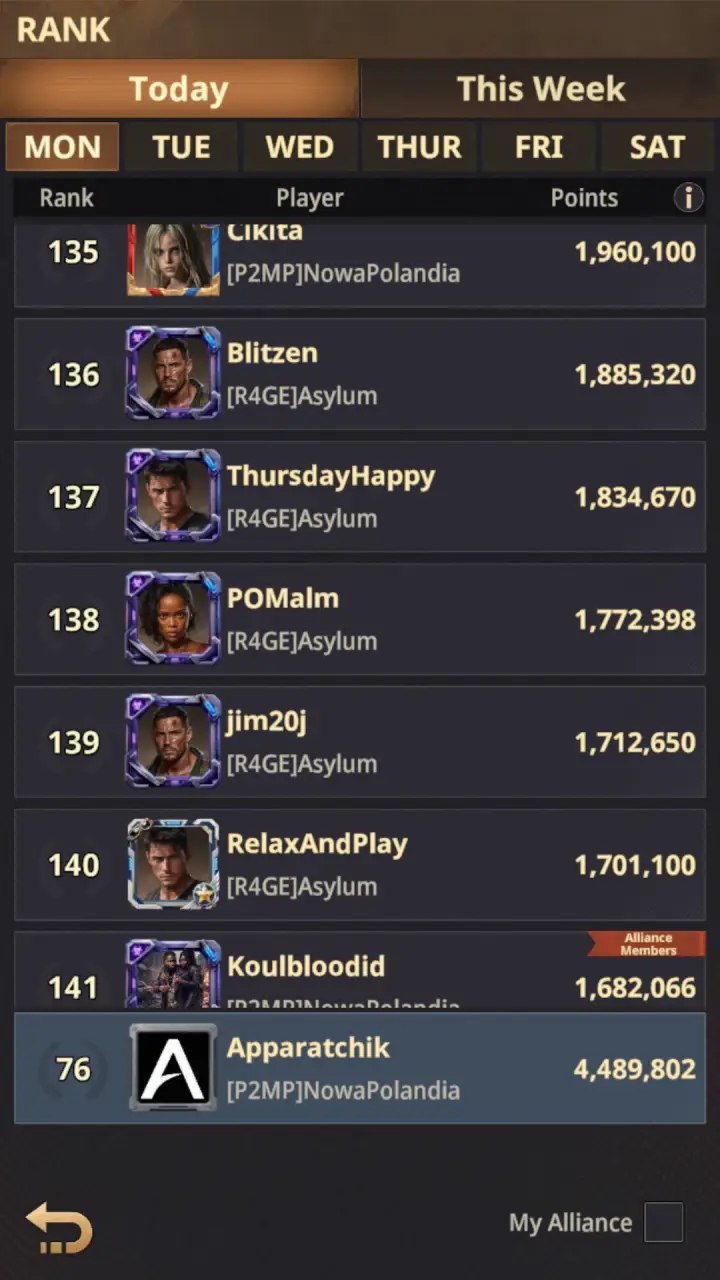 RANK
Today
This Week
MON
TUE
WED
THUR
FRI
SAT
Rank
Player
Points
135
Cikita
[P2MP]NowaPolandia
1,960,100
136
Blitzen
[R4GE]Asylum
1,885,320
137
ThursdayHappy
[R4GE]Asylum
1,834,670
138
POMalm
[R4GE]Asylum
1,772,398
139
jim20j
[R4GE]Asylum
1,712,650
140
RelaxAndPlay
[R4GE]Asylum
1,701,100
Alliance
Members
141
Koulbloodid
[P2MP]NowaPolandia
1,682,066
76
Apparatchik
[P2MP]NowaPolandia
4,489,802
My Alliance